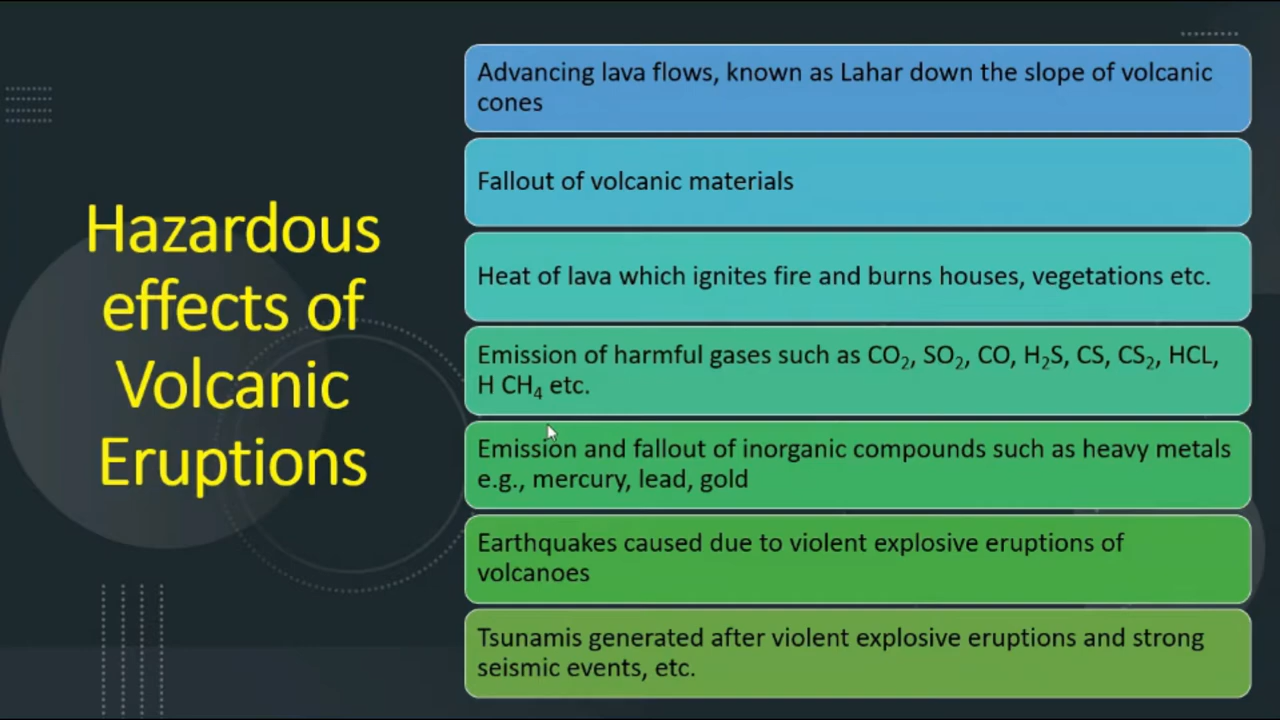 Hazardous
effects of
Volcanic
Eruptions
Advancing lava flows, known as Lahar down the slope of volcanic
cones
Fallout of volcanic materials
Heat of lava which ignites fire and burns houses, vegetations etc.
Emission of harmful gases such as CO₂, SO₂, CO, H₂S, CS, CS₂, HCL,
H CH₄ etc.
Emission and fallout of inorganic compounds such as heavy metals
e.g., mercury, lead, gold
Earthquakes caused due to violent explosive eruptions of
volcanoes
Tsunamis generated after violent explosive eruptions and strong
seismic events, etc.